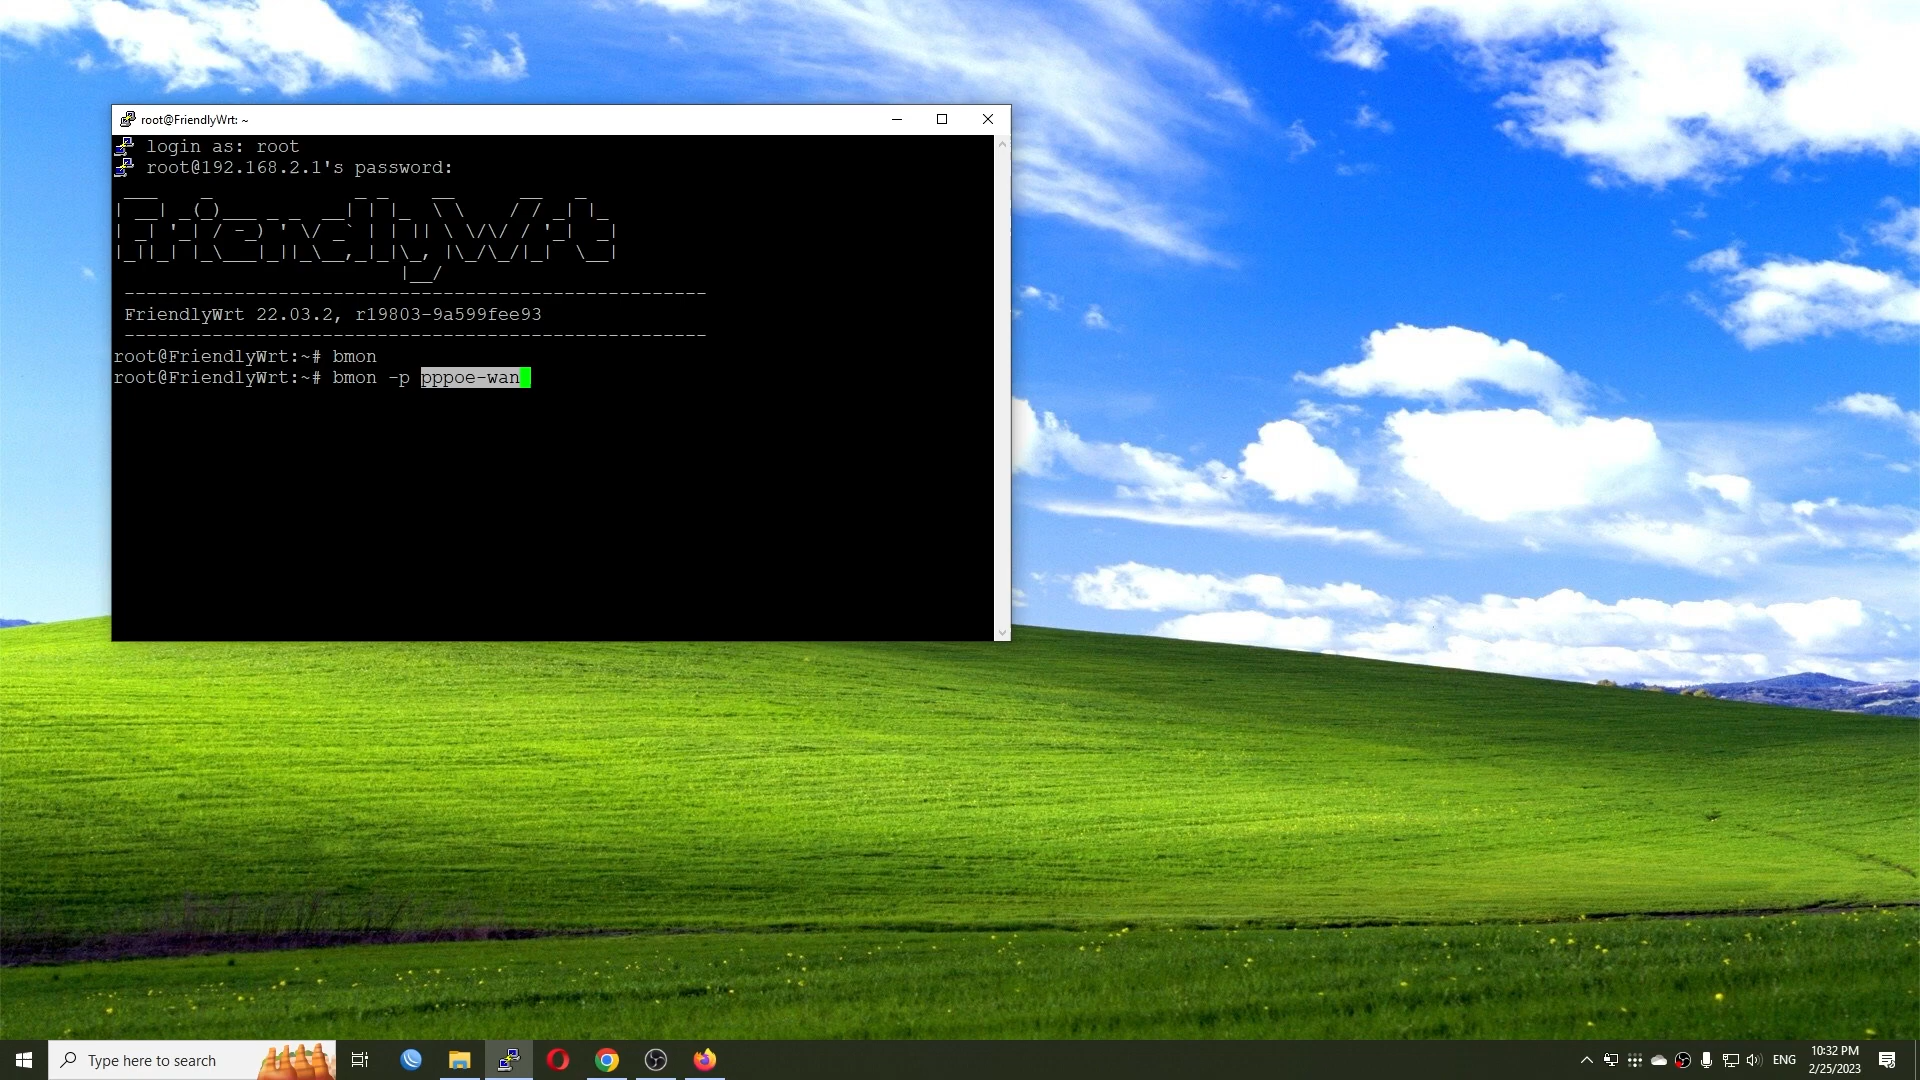 root@FriendlyWrt: ~
login as: root
root@192.168.2.1's password:
FriendlyWrt
-----------------------------------------------------
FriendlyWrt 22.03.2, r19803-9a599fee93
-----------------------------------------------------
root@FriendlyWrt:~# bmon
root@FriendlyWrt:~# bmon -p pppoe-wan
Type here to search
ENG
10:32 PM
2/25/2023